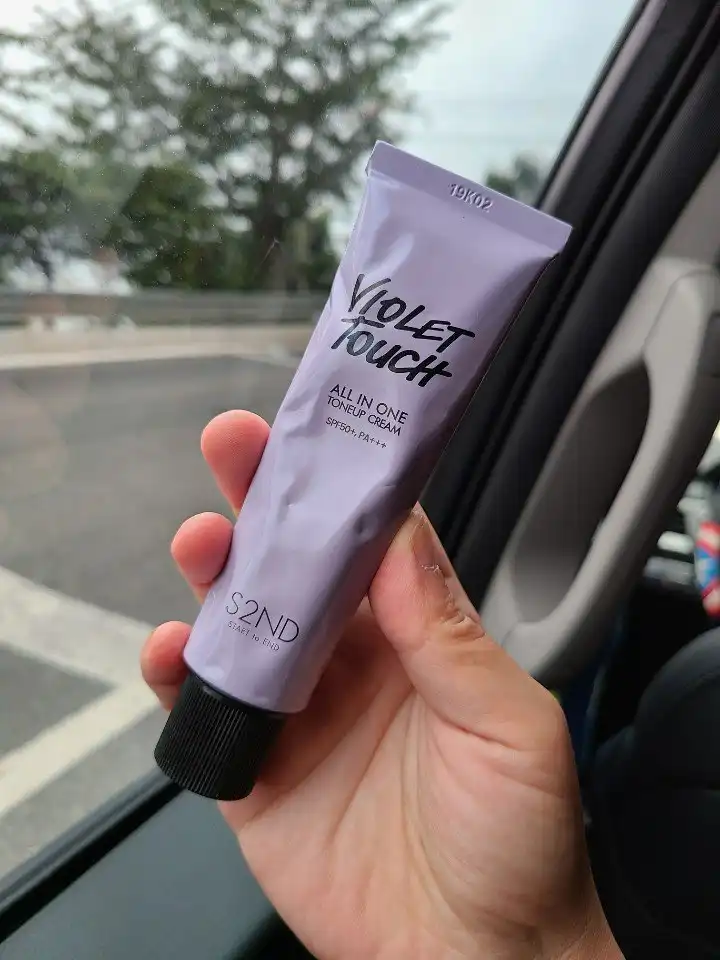 19K02
VIOLET
TOUCH
ALL IN ONE
TONEUP CREAM
SPF50+, PA+++
S2ND
START to END